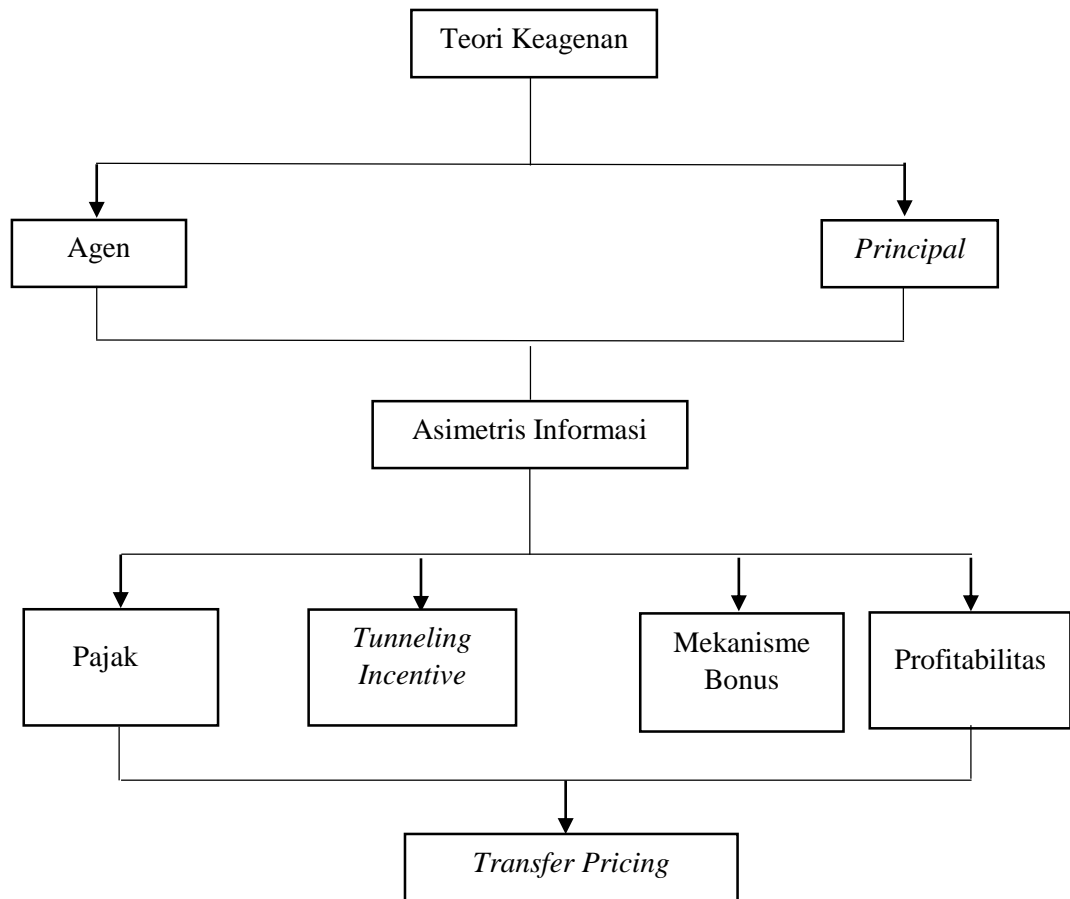 Teori Keagenan
Agen
Principal
Asimetris Informasi
Pajak
Tunneling
Incentive
Mekanisme
Bonus
Profitabilitas
Transfer Pricing